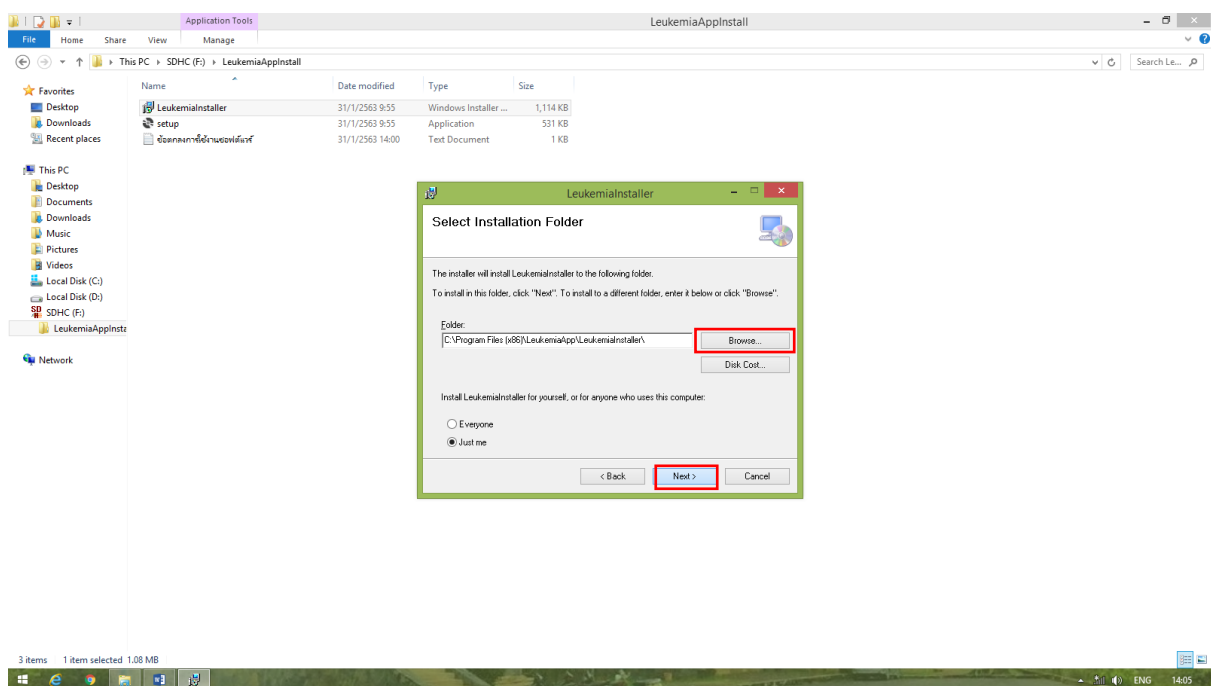 Application Tools
LeukemiaAppInstall
File Home Share View Manage
This PC SDHC (F:) LeukemiaAppInstall
Search Le...
Name Date modified Type Size
Favorites
Desktop
Downloads
Recent places
This PC
Desktop
Documents
Downloads
Music
Pictures
Videos
Local Disk (C:)
Local Disk (D:)
SDHC (F:)
LeukemiaAppInsta
Network
LeukemiaInstaller 31/1/2563 9:55 Windows Installer ... 1,114 KB
setup 31/1/2563 9:55 Application 531 KB
ข้อตกลงการใช้งานซอฟต์แวร์ 31/1/2563 14:00 Text Document 1 KB
LeukemiaInstaller
Select Installation Folder
The installer will install LeukemiaInstaller to the following folder.
To install in this folder, click "Next". To install to a different folder, enter it below or click "Browse".
Folder:
C:\Program Files (x86)\LeukemiaApp\LeukemiaInstaller\
Browse...
Disk Cost...
Install LeukemiaInstaller for yourself, or for anyone who uses this computer:
Everyone
Just me
< Back Next > Cancel
3 items 1 item selected 1.08 MB
ENG 14:05